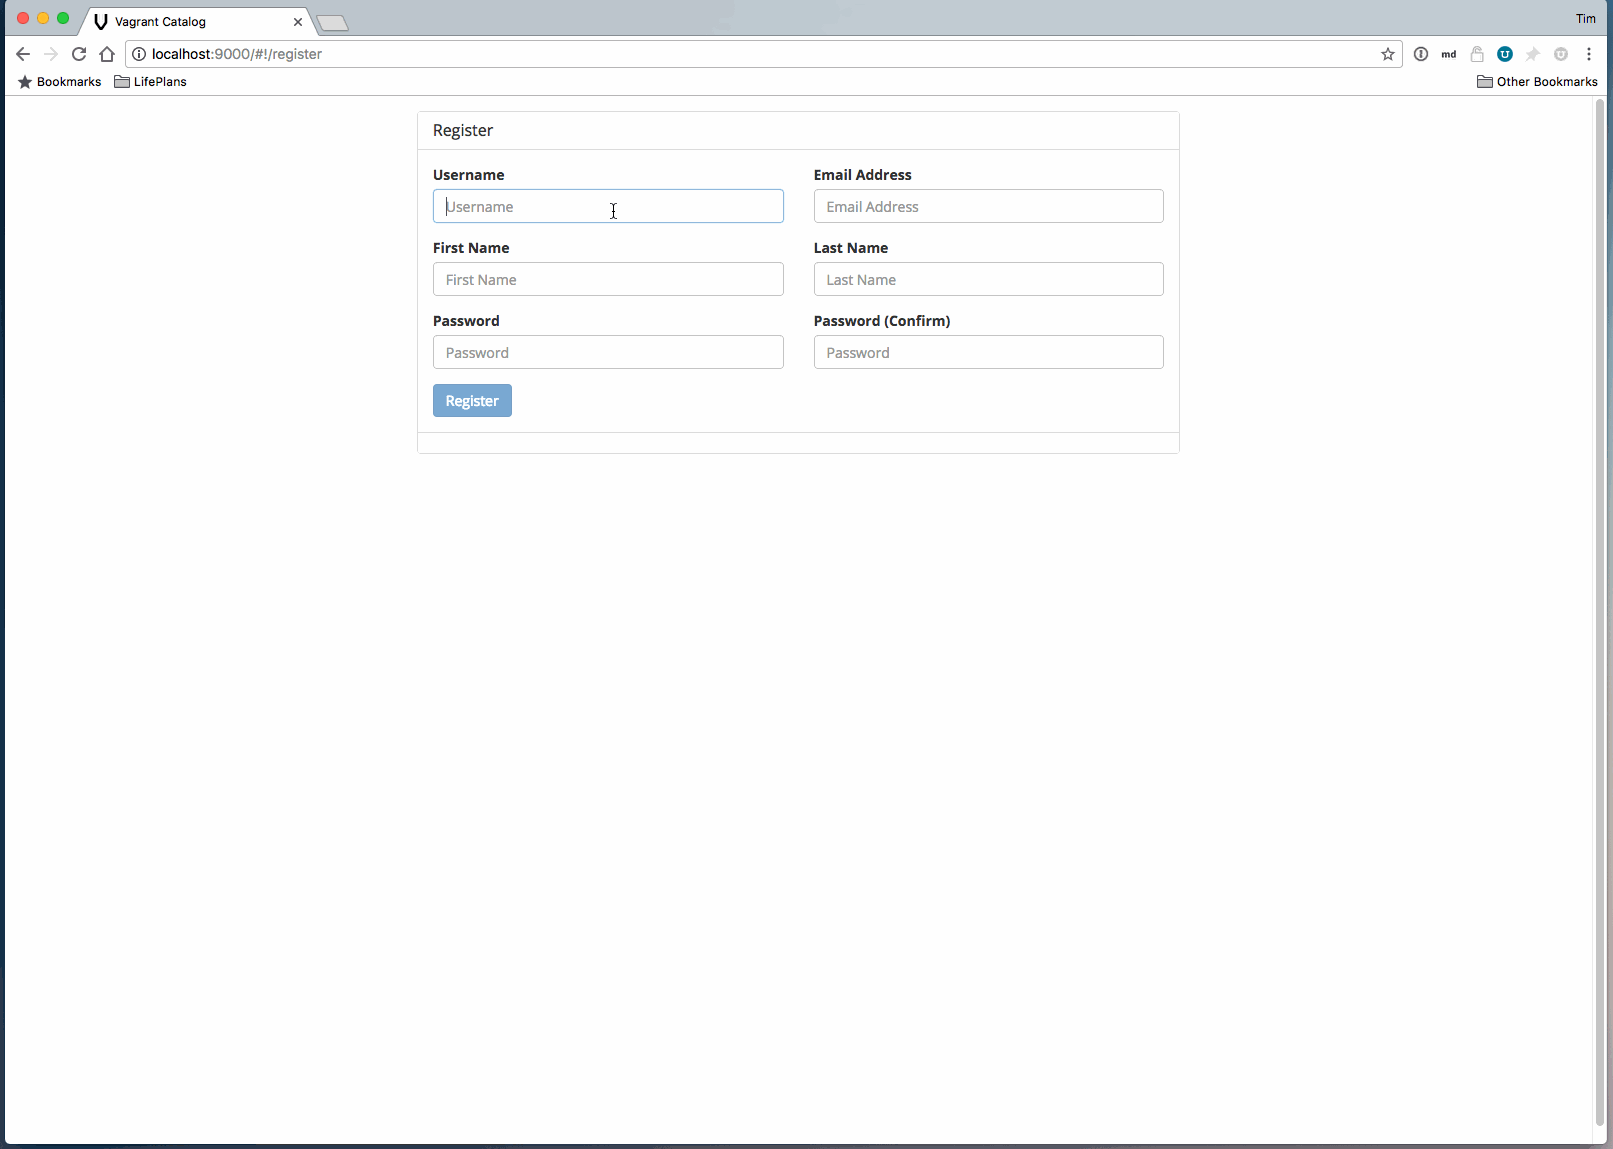 Vagrant Catalog
Tim
localhost:9000/#!/register
md
Bookmarks LifePlans Other Bookmarks
Register
Username Email Address
Username Email Address
First Name Last Name
First Name Last Name
Password Password (Confirm)
Password Password
Register